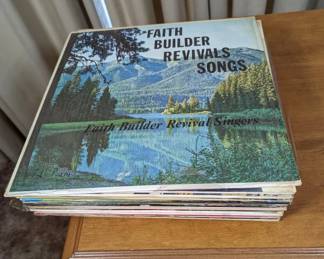 FAITH
BUILDER
REVIVALS
SONGS
Faith Builder Revival Singers